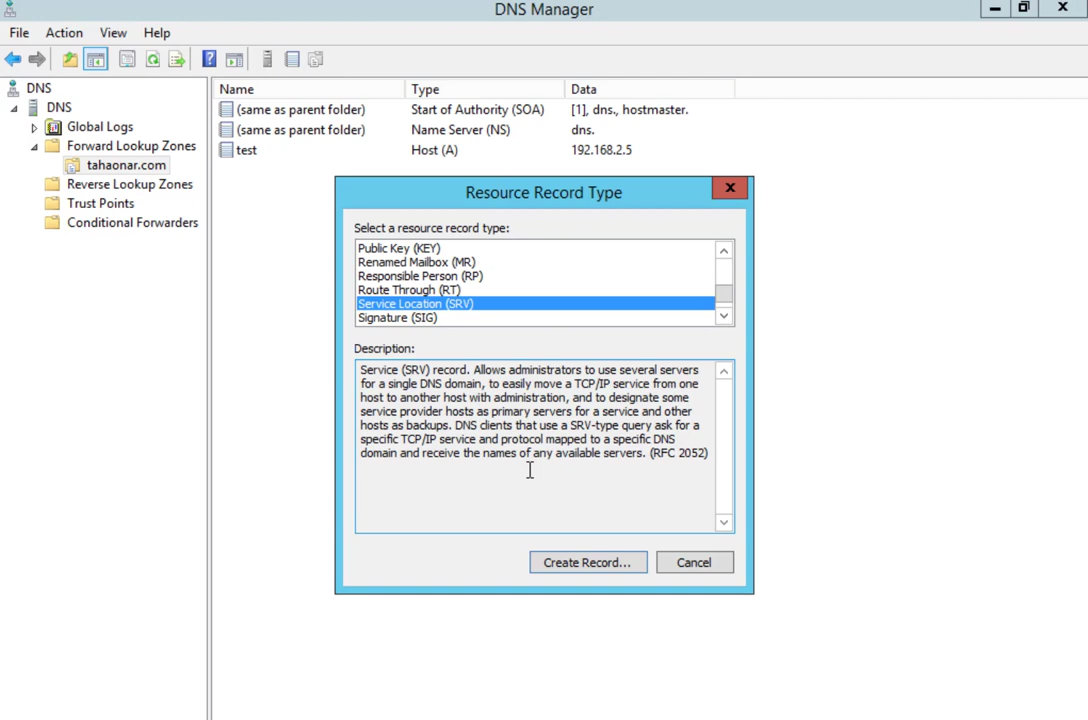 DNS Manager
File Action View Help
DNS
DNS
Global Logs
Forward Lookup Zones
tahaonar.com
Reverse Lookup Zones
Trust Points
Conditional Forwarders
Name Type Data
(same as parent folder) Start of Authority (SOA) [1], dns., hostmaster.
(same as parent folder) Name Server (NS) dns.
test Host (A) 192.168.2.5
Resource Record Type
Select a resource record type:
Public Key (KEY)
Renamed Mailbox (MR)
Responsible Person (RP)
Route Through (RT)
Service Location (SRV)
Signature (SIG)
Description:
Service (SRV) record. Allows administrators to use several servers
for a single DNS domain, to easily move a TCP/IP service from one
host to another host with administration, and to designate some
service provider hosts as primary servers for a service and other
hosts as backups. DNS clients that use a SRV-type query ask for a
specific TCP/IP service and protocol mapped to a specific DNS
domain and receive the names of any available servers. (RFC 2052)
Create Record... Cancel